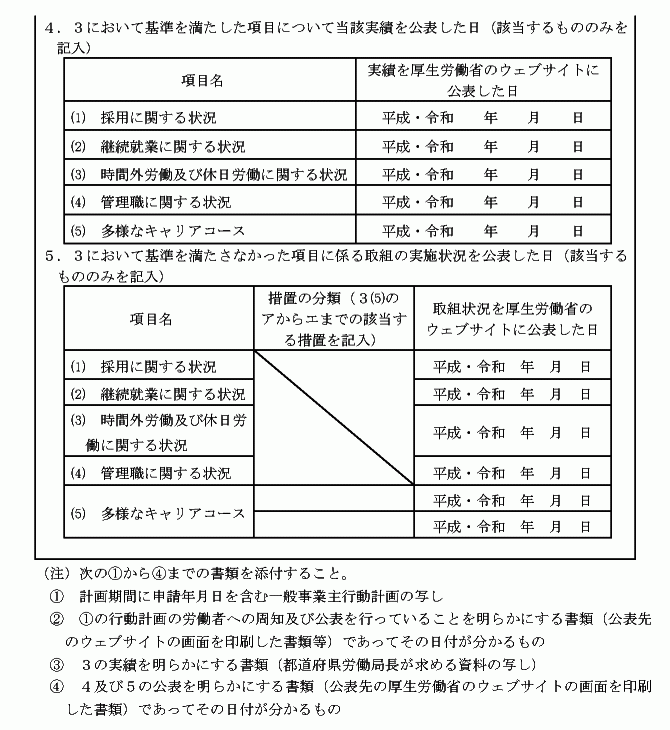 ４．３において基準を満たした項目について当該実績を公表した日（該当するもののみを
記入）
項目名
実績を厚生労働省のウェブサイトに
公表した日
⑴　採用に関する状況
平成・令和　　年　　月　　日
⑵　継続就業に関する状況
平成・令和　　年　　月　　日
⑶　時間外労働及び休日労働に関する状況
平成・令和　　年　　月　　日
⑷　管理職に関する状況
平成・令和　　年　　月　　日
⑸　多様なキャリアコース
平成・令和　　年　　月　　日
５．３において基準を満たさなかった項目に係る取組の実施状況を公表した日（該当する
もののみを記入）
項目名
措置の分類（３⑸の
アからエまでの該当す
る措置を記入）
取組状況を厚生労働省の
ウェブサイトに公表した日
⑴　採用に関する状況
平成・令和　年　月　日
⑵　継続就業に関する状況
平成・令和　年　月　日
⑶　時間外労働及び休日労
働に関する状況
平成・令和　年　月　日
⑷　管理職に関する状況
平成・令和　年　月　日
⑸　多様なキャリアコース
平成・令和　年　月　日
平成・令和　年　月　日
（注）次の①から④までの書類を添付すること。
①　計画期間に申請年月日を含む一般事業主行動計画の写し
②　①の行動計画の労働者への周知及び公表を行っていることを明らかにする書類（公表先
のウェブサイトの画面を印刷した書類等）であってその日付が分かるもの
③　３の実績を明らかにする書類（都道府県労働局長が求める資料の写し）
④　４及び５の公表を明らかにする書類（公表先の厚生労働省のウェブサイトの画面を印刷
した書類）であってその日付が分かるもの